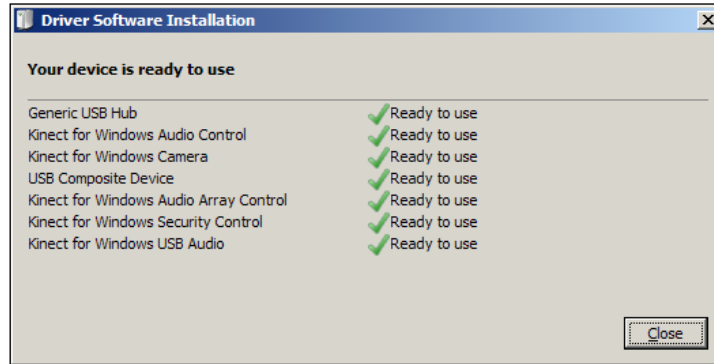 Driver Software Installation
Your device is ready to use
Generic USB Hub Ready to use
Kinect for Windows Audio Control Ready to use
Kinect for Windows Camera Ready to use
USB Composite Device Ready to use
Kinect for Windows Audio Array Control Ready to use
Kinect for Windows Security Control Ready to use
Kinect for Windows USB Audio Ready to use
Close